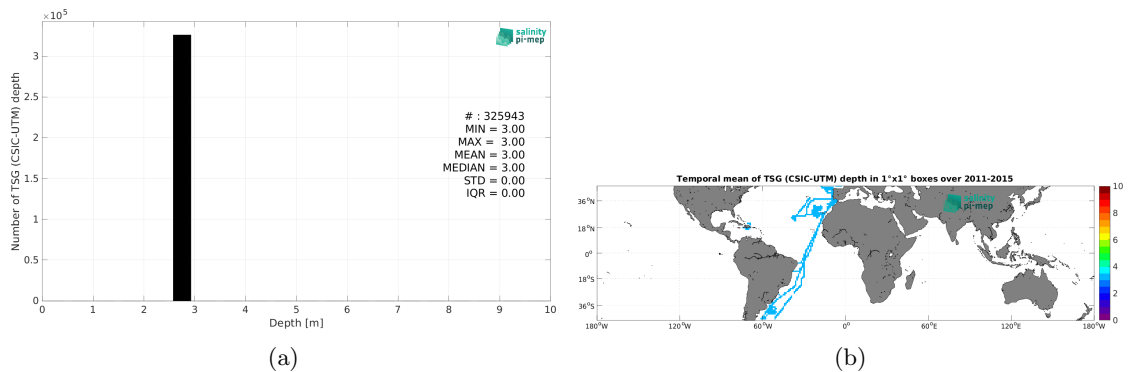 ×10⁵
salinity
pi-mep
3
2.5
2
1.5
1
0.5
0
Number of TSG (CSIC-UTM) depth
# : 325943
MIN = 3.00
MAX = 3.00
MEAN = 3.00
MEDIAN = 3.00
STD = 0.00
IQR = 0.00
0 1 2 3 4 5 6 7 8 9 10
Depth [m]
(a)
Temporal mean of TSG (CSIC-UTM) depth in 1°x1° boxes over 2011-2015
salinity
pi-mep
36°N
18°N
0°
18°S
36°S
180°W 120°W 60°W 0° 60°E 120°E 180°W
10
8
6
4
2
0
(b)